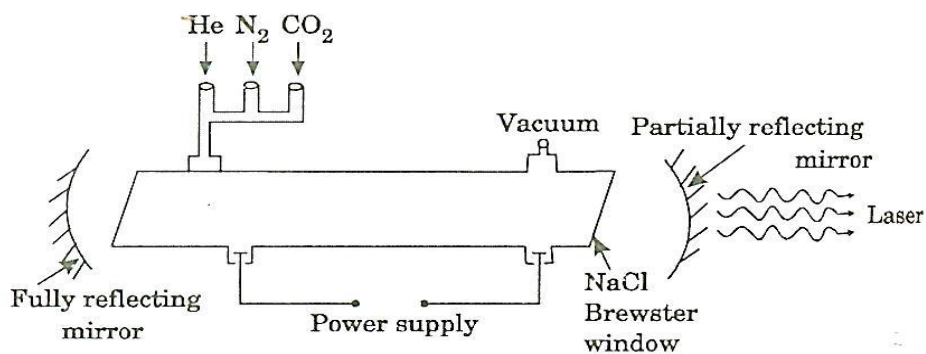 He N₂ CO₂
Vacuum
Partially reflecting
mirror
Laser
Fully reflecting
mirror
Power supply
NaCl
Brewster
window